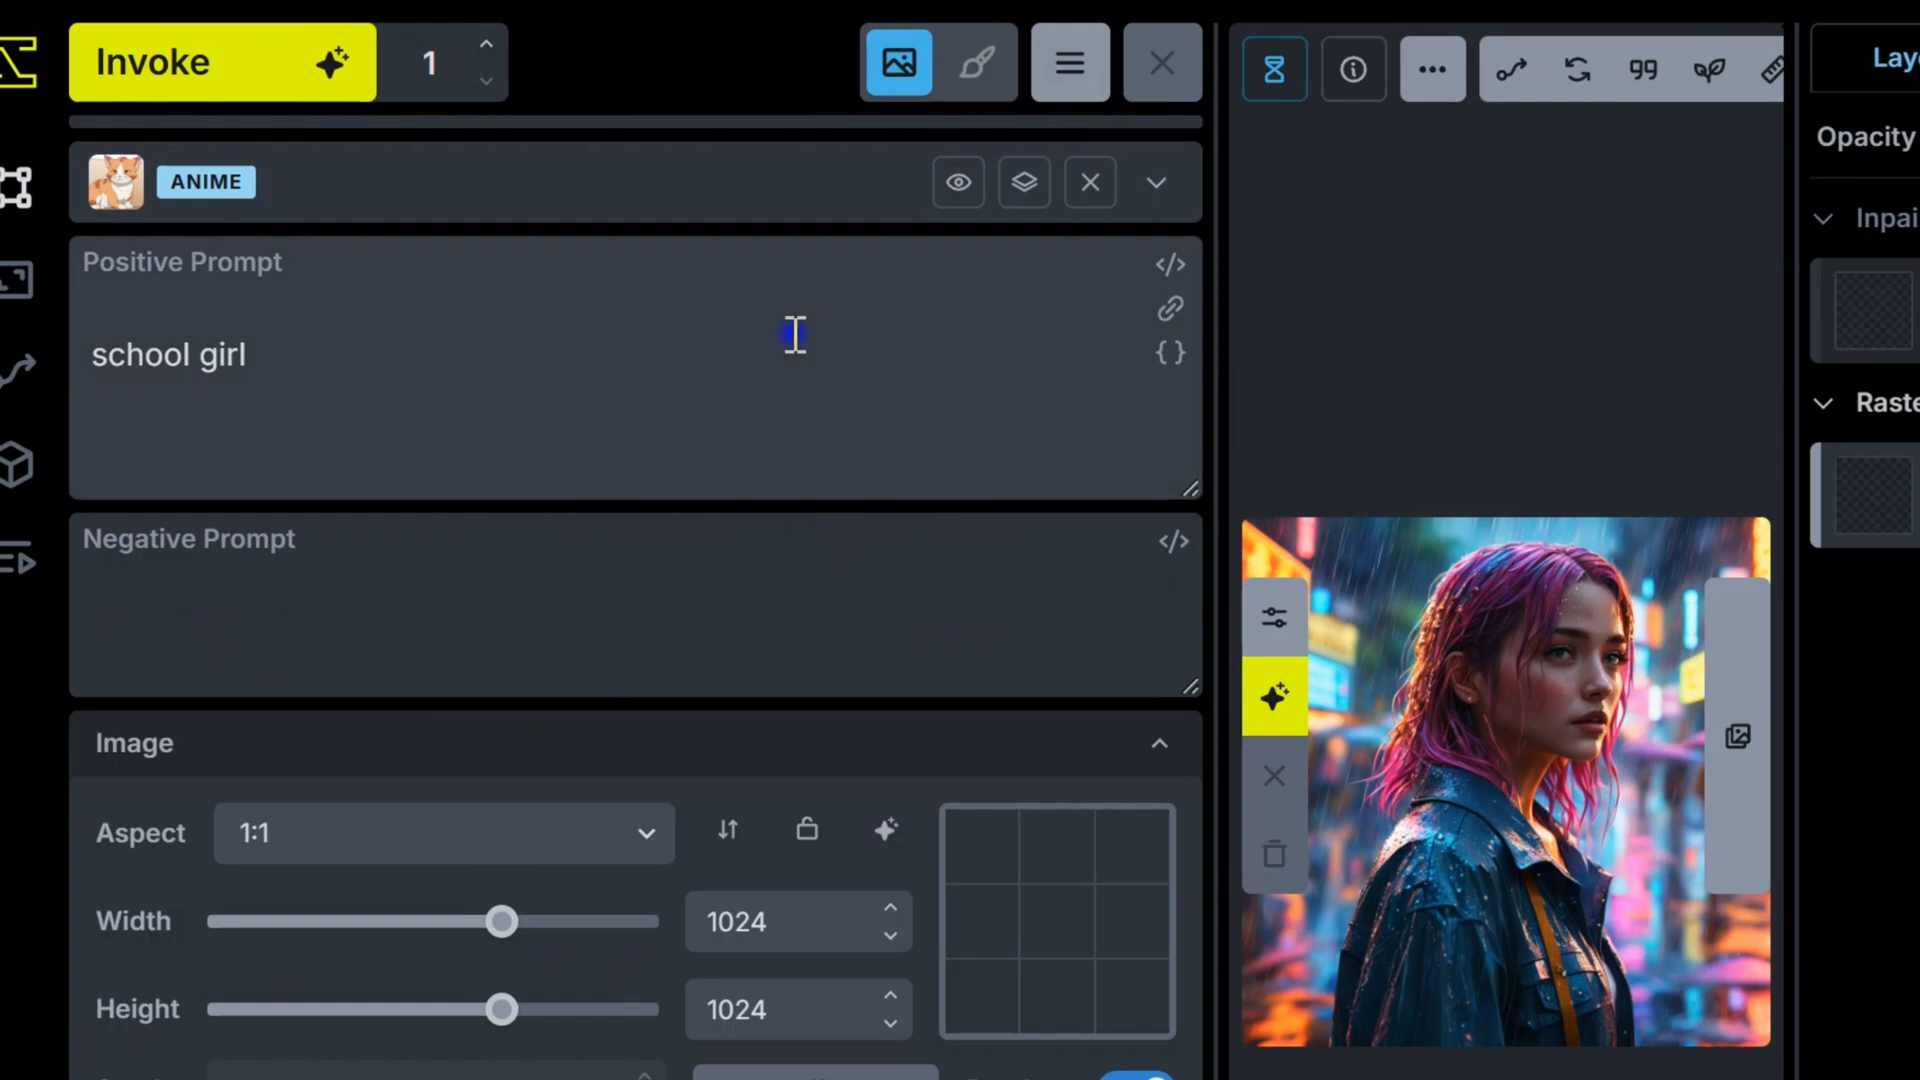 Invoke
1
ANIME
Positive Prompt
school girl
Negative Prompt
Image
Aspect
1:1
Width
1024
Height
1024
Laye
Opacity
Inpai
Raste